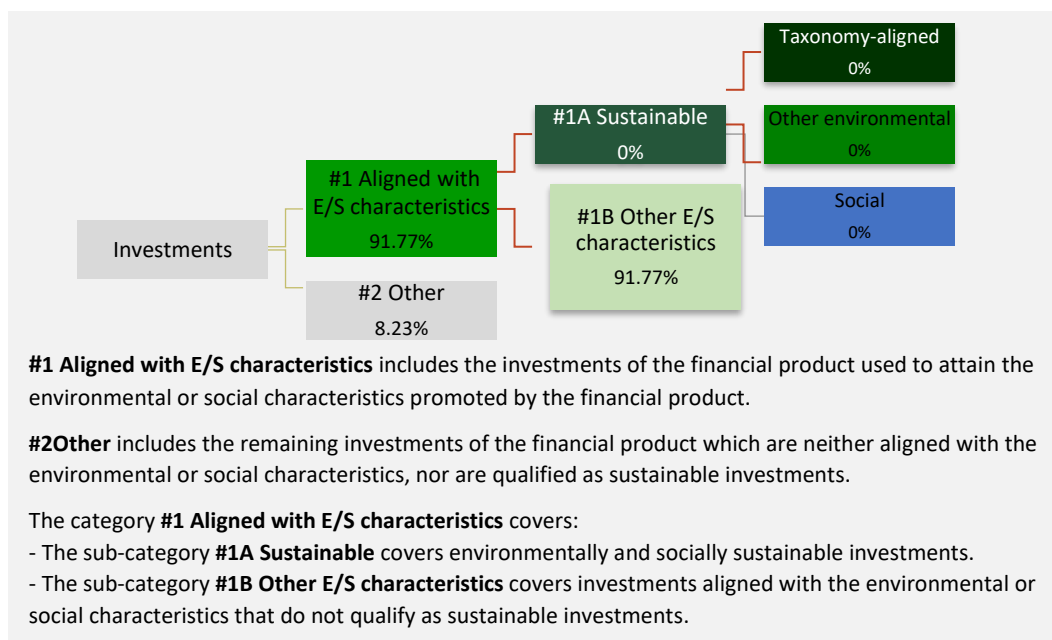 Taxonomy-aligned
0%
#1A Sustainable
0%
Other environmental
0%
#1 Aligned with
E/S characteristics
91.77%
#1B Other E/S
characteristics
91.77%
Social
0%
Investments
#2 Other
8.23%
#1 Aligned with E/S characteristics includes the investments of the financial product used to attain the
environmental or social characteristics promoted by the financial product.
#2Other includes the remaining investments of the financial product which are neither aligned with the
environmental or social characteristics, nor are qualified as sustainable investments.
The category #1 Aligned with E/S characteristics covers:
- The sub-category #1A Sustainable covers environmentally and socially sustainable investments.
- The sub-category #1B Other E/S characteristics covers investments aligned with the environmental or
social characteristics that do not qualify as sustainable investments.